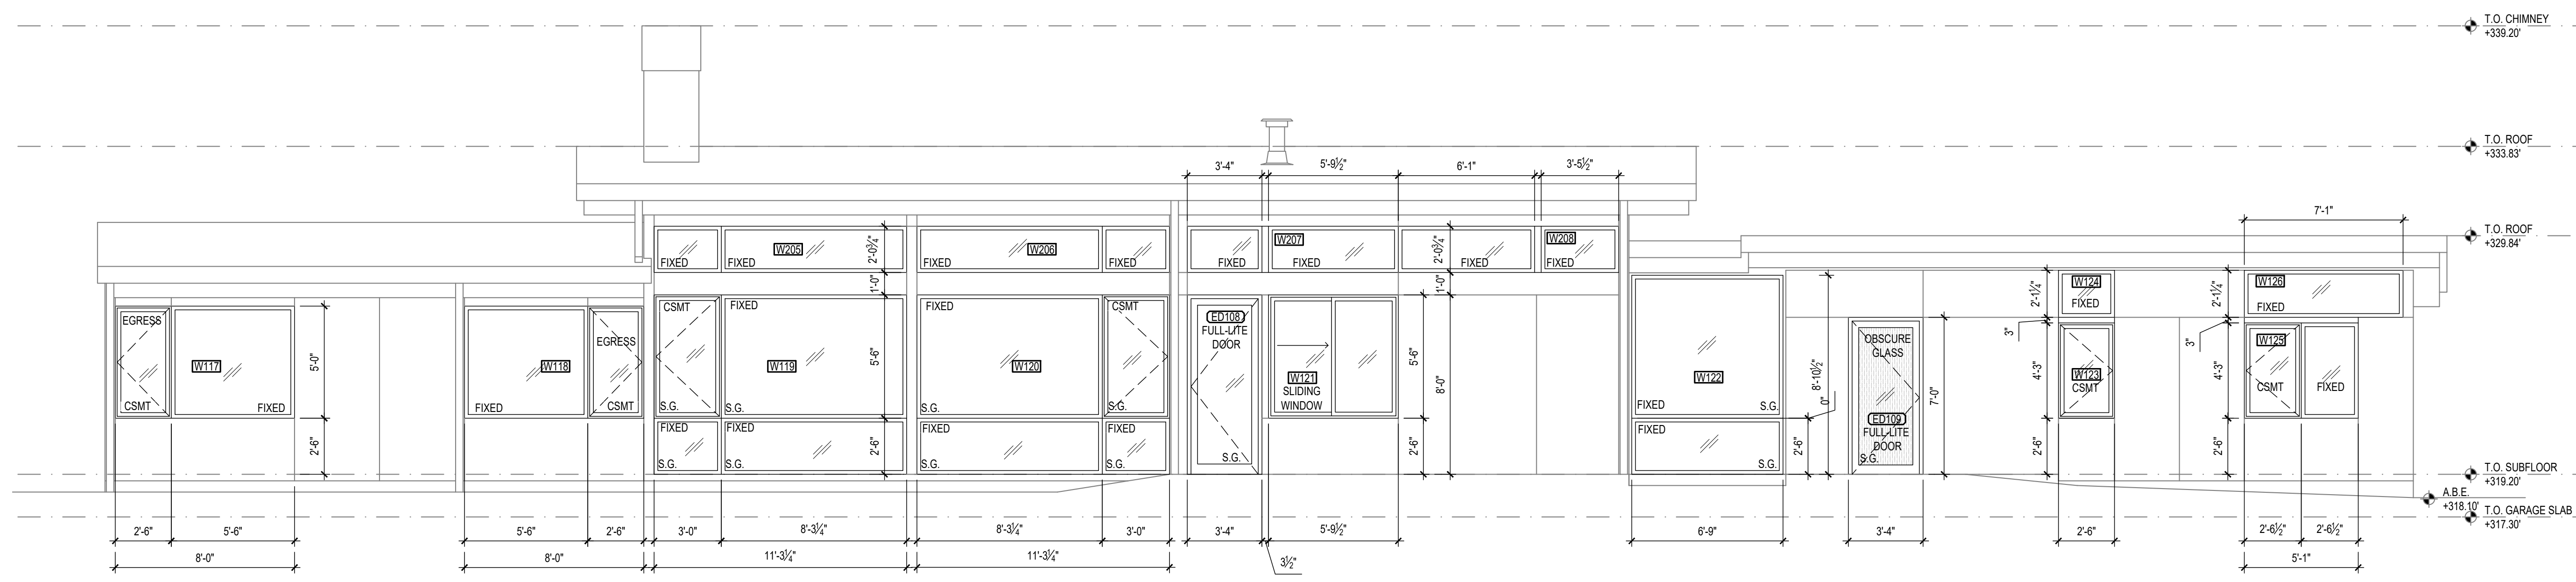 T.O. CHIMNEY
+339.20'
T.O. ROOF
+333.83'
3'-4" 5'-9½" 6'-1" 3'-5½"
7'-1"
T.O. ROOF
+329.84'
FIXED W205 FIXED 2'-0¾" W206 FIXED FIXED FIXED W207 FIXED 2'-0¾" FIXED W208 FIXED
1'-0" 1'-0"
2'-1¼" W124 FIXED 2'-1¼" W126 FIXED
3" 3"
EGRESS W117 CSMT FIXED 5'-0"
W118 FIXED EGRESS CSMT
CSMT S.G. FIXED W119 S.G. 5'-6"
FIXED W120 S.G. CSMT S.G.
ED108
FULL-LITE
DOOR
S.G.
W121
SLIDING
WINDOW
5'-6" 8'-0"
W122
FIXED S.G.
8'-10½"
0"
OBSCURE
GLASS
ED109
FULL-LITE
DOOR
S.G.
7'-0"
4'-3" W123
CSMT
4'-3" W125
CSMT FIXED
2'-6"
FIXED S.G. FIXED S.G. 2'-6" FIXED S.G. FIXED S.G.
2'-6"
FIXED S.G. 2'-6"
2'-6" 2'-6"
T.O. SUBFLOOR
+319.20'
A.B.E.
+318.10'
T.O. GARAGE SLAB
+317.30'
2'-6" 5'-6" 5'-6" 2'-6" 3'-0" 8'-3¼" 8'-3¼" 3'-0" 3'-4" 5'-9½" 6'-9" 3'-4" 2'-6" 2'-6½" 2'-6½"
8'-0" 8'-0" 11'-3¼" 11'-3¼" 3½" 5'-1"